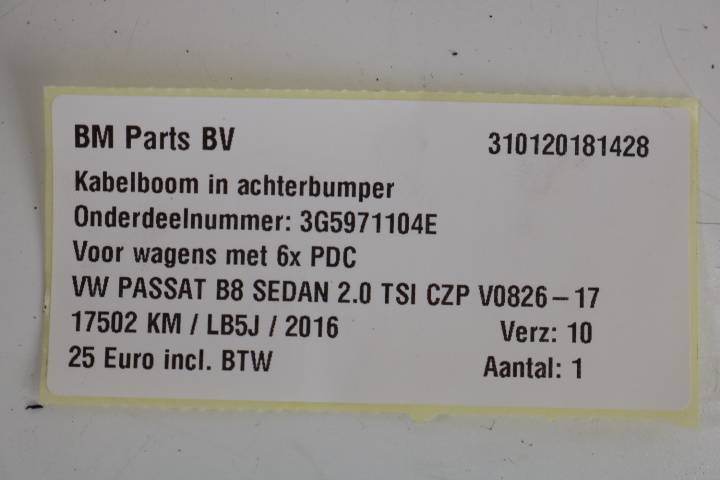 BM Parts BV 310120181428
Kabelboom in achterbumper
Onderdeelnummer: 3G5971104E
Voor wagens met 6x PDC
VW PASSAT B8 SEDAN 2.0 TSI CZP V0826-17
17502 KM / LB5J / 2016 Verz: 10
25 Euro incl. BTW Aantal: 1